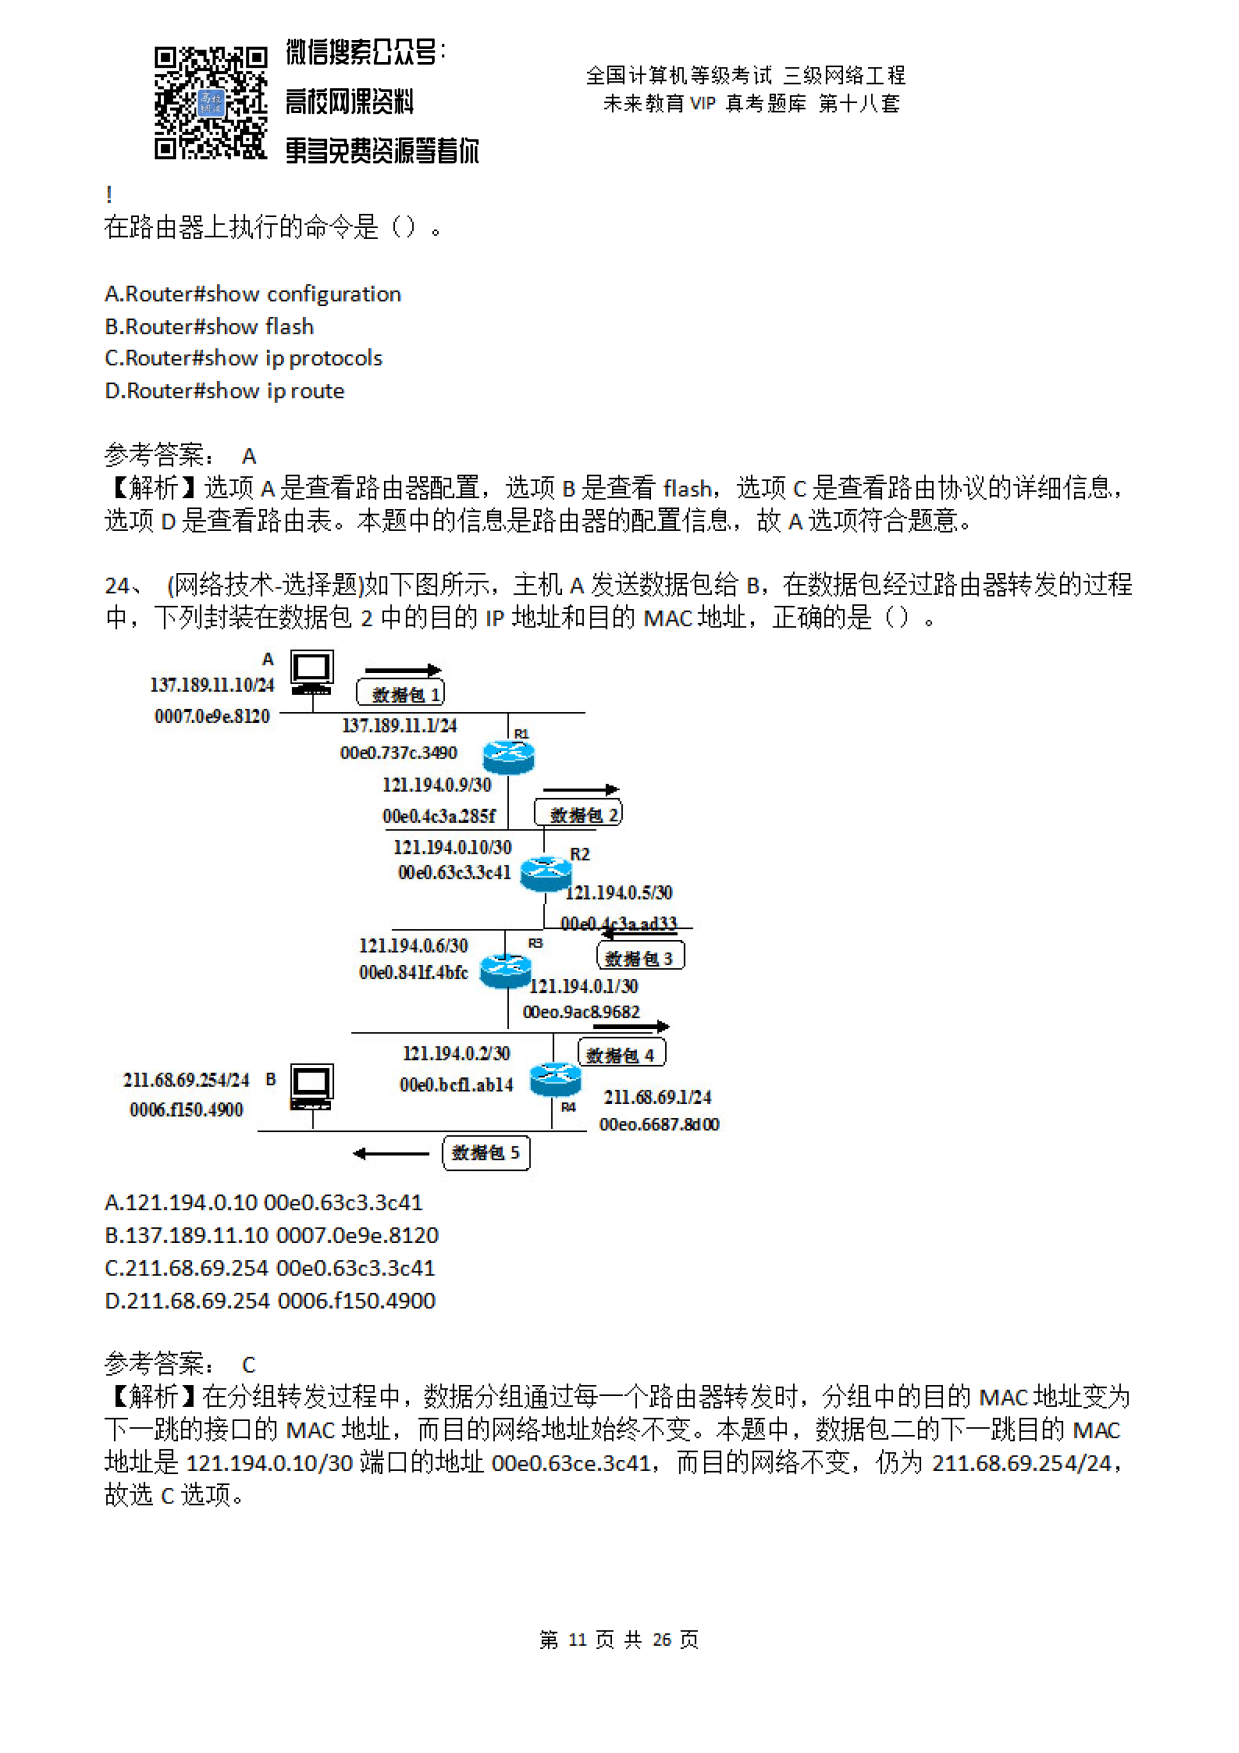 微信搜索公众号：
高校网课资料
更多免费资源等着你
全国计算机等级考试 三级网络工程
未来教育 VIP 真考题库 第十八套
!
在路由器上执行的命令是（）。
A.Router#show configuration
B.Router#show flash
C.Router#show ip protocols
D.Router#show ip route
参考答案： A
【解析】选项 A 是查看路由器配置，选项 B 是查看 flash，选项 C 是查看路由协议的详细信息，
选项 D 是查看路由表。本题中的信息是路由器的配置信息，故 A 选项符合题意。
24、 (网络技术-选择题)如下图所示，主机 A 发送数据包给 B，在数据包经过路由器转发的过程
中，下列封装在数据包 2 中的目的 IP 地址和目的 MAC 地址，正确的是（）。
A
137.189.11.10/24
0007.0e9e.8120
数据包 1
137.189.11.1/24
00e0.737c.3490
R1
121.194.0.9/30
00e0.4c3a.285f
数据包 2
121.194.0.10/30
00e0.63c3.3c41
R2
121.194.0.5/30
00e0.4c3a.ad33
121.194.0.6/30
00e0.841f.4bfc
R3
数据包 3
121.194.0.1/30
00eo.9ac8.9682
121.194.0.2/30
00e0.bcf1.ab14
数据包 4
R4
211.68.69.1/24
00eo.6687.8d00
211.68.69.254/24 B
0006.f150.4900
数据包 5
A.121.194.0.10 00e0.63c3.3c41
B.137.189.11.10 0007.0e9e.8120
C.211.68.69.254 00e0.63c3.3c41
D.211.68.69.254 0006.f150.4900
参考答案： C
【解析】在分组转发过程中，数据分组通过每一个路由器转发时，分组中的目的 MAC 地址变为
下一跳的接口的 MAC 地址，而目的网络地址始终不变。本题中，数据包二的下一跳目的 MAC
地址是 121.194.0.10/30 端口的地址 00e0.63ce.3c41，而目的网络不变，仍为 211.68.69.254/24，
故选 C 选项。
第 11 页 共 26 页